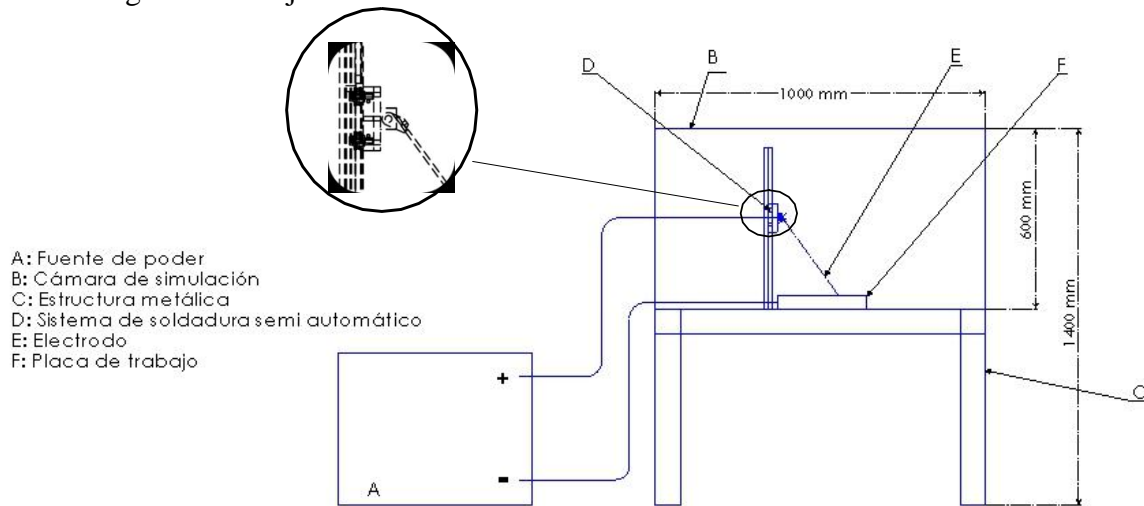 D
B
E
F
1000 mm
600 mm
1400 mm
A: Fuente de poder
B: Cámara de simulación
C: Estructura metálica
D: Sistema de soldadura semi automático
E: Electrodo
F: Placa de trabajo
+
-
A
C